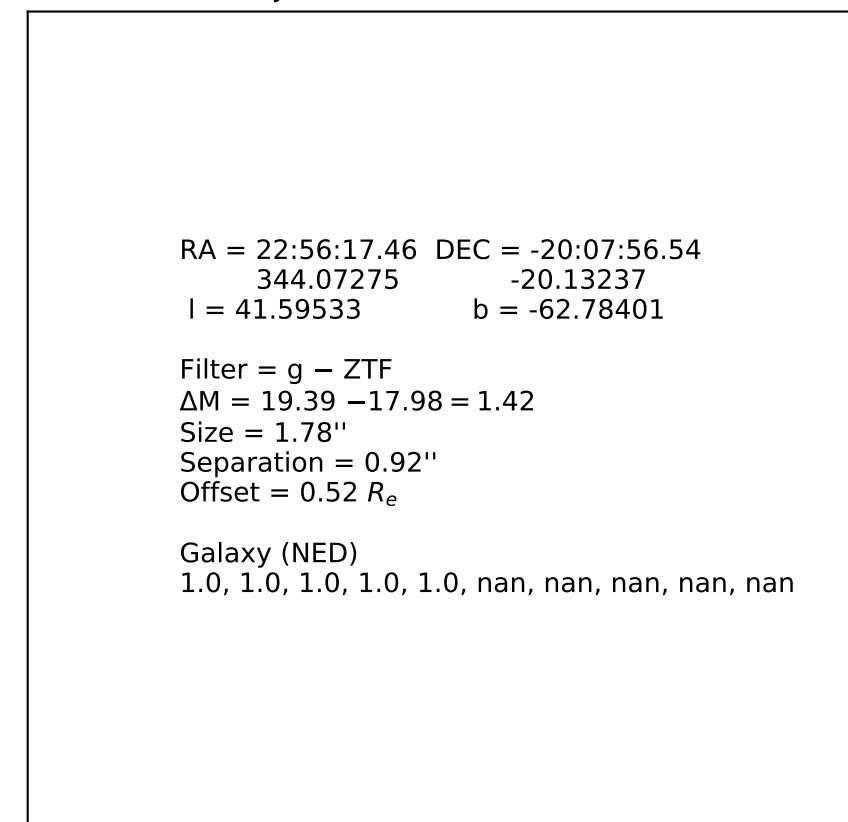 RA = 22:56:17.46  DEC = -20:07:56.54
344.07275  -20.13237
l = 41.59533  b = -62.78401
Filter = g − ZTF
ΔM = 19.39 −17.98 = 1.42
Size = 1.78''
Separation = 0.92''
Offset = 0.52 Rₑ
Galaxy (NED)
1.0, 1.0, 1.0, 1.0, 1.0, nan, nan, nan, nan, nan